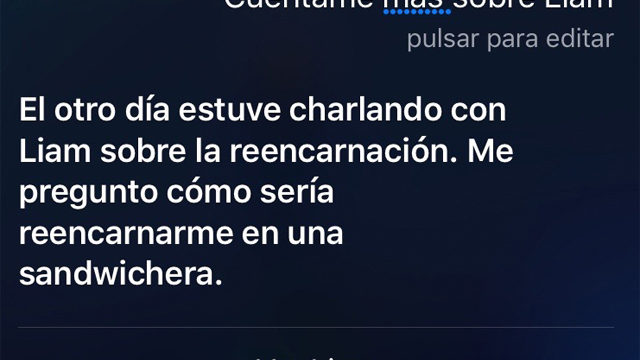 Cuéntame más sobre Liam
pulsar para editar
El otro día estuve charlando con
Liam sobre la reencarnación. Me
pregunto cómo sería
reencarnarme en una
sandwichera.